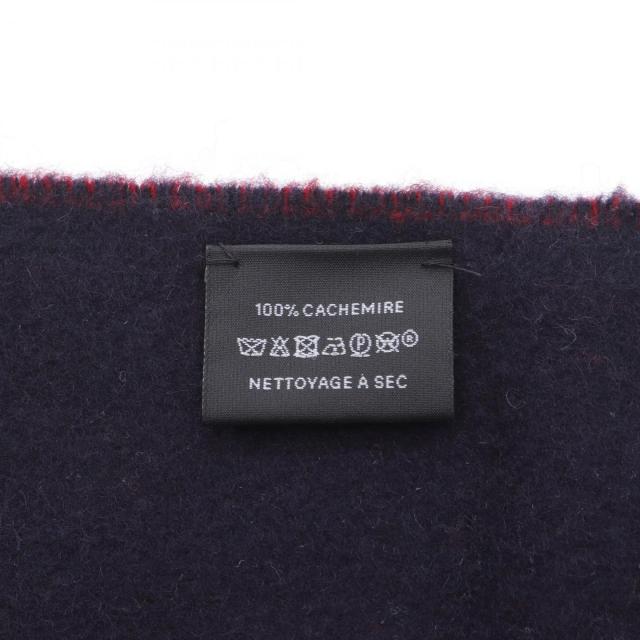 100% CACHEMIRE
P ®
NETTOYAGE À SEC